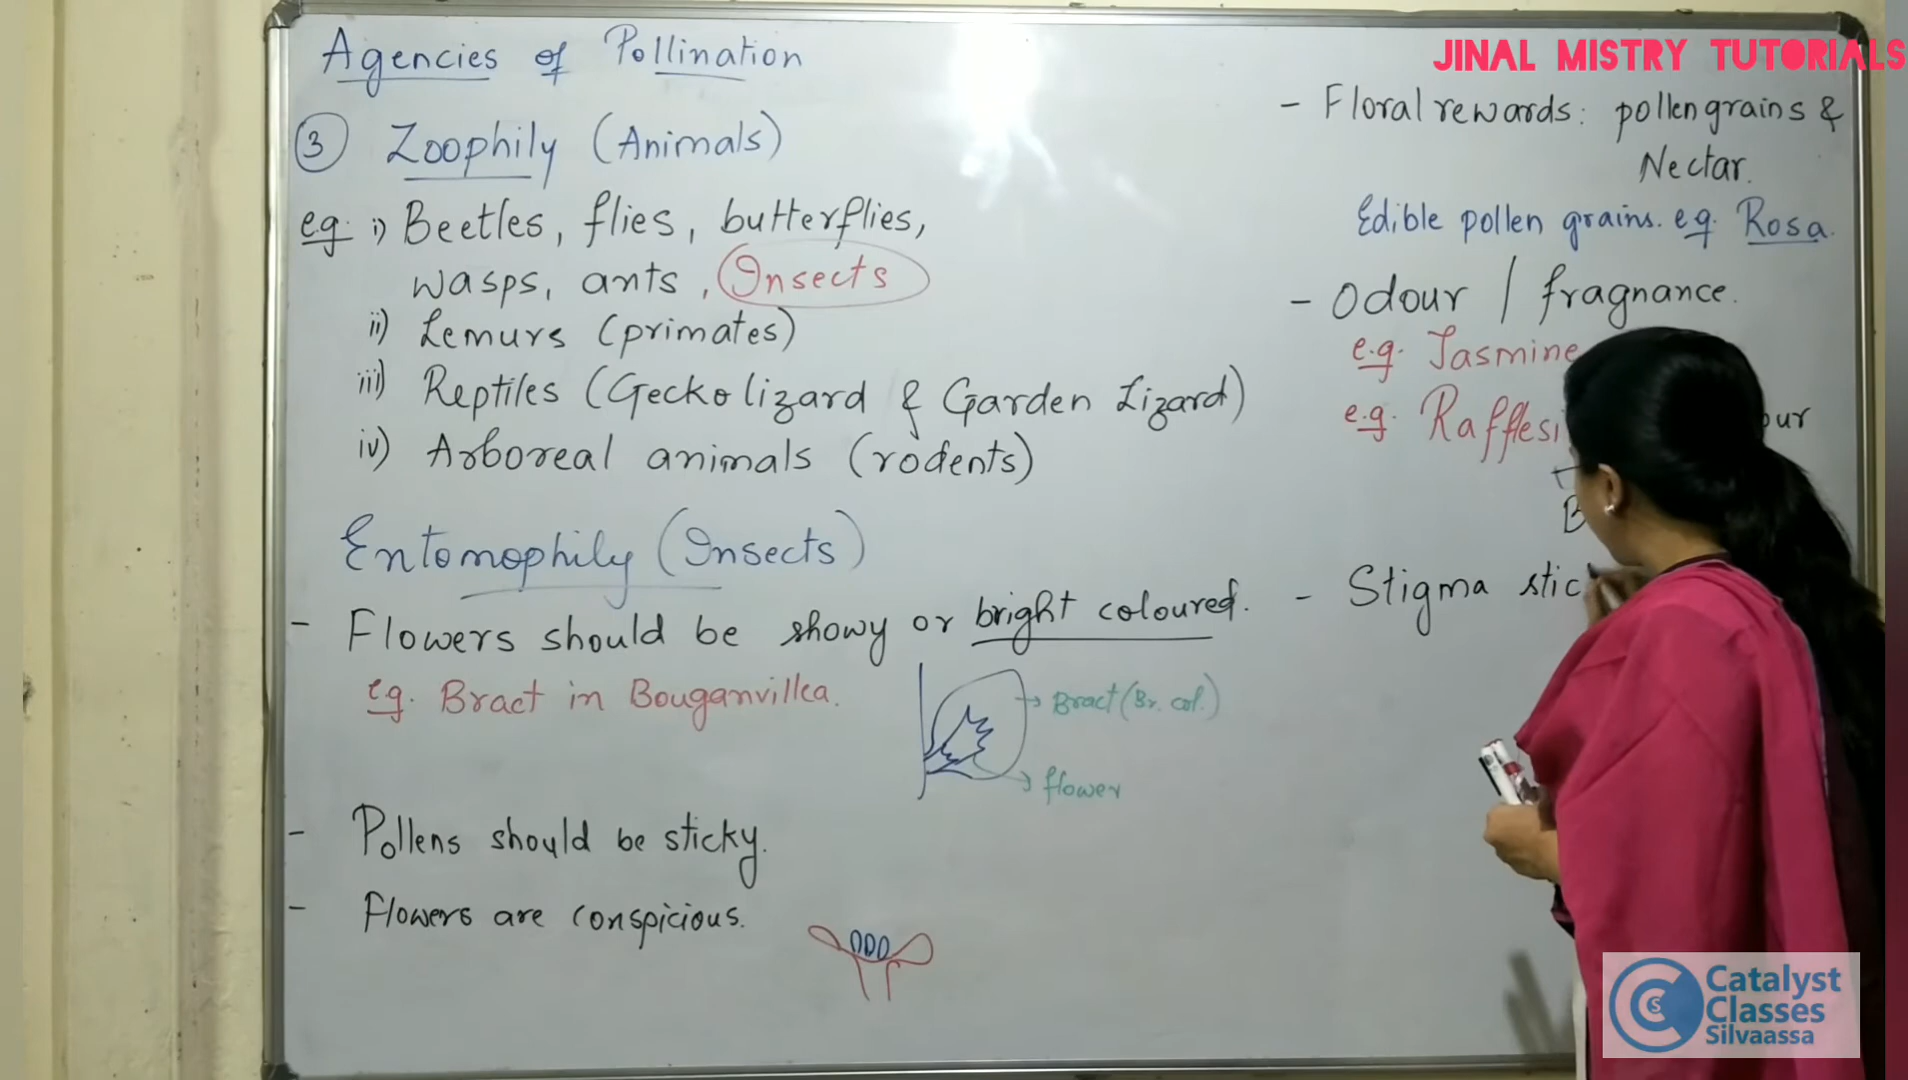 Agencies of Pollination
3 Zoophily (Animals)
eg. i) Beetles, flies, butterflies,
wasps, ants, Insects
ii) Lemurs (primates)
iii) Reptiles (Gecko lizard & Garden Lizard)
iv) Arboreal animals (rodents)
Entomophily (Insects)
- Flowers should be showy or bright coloured.
eg. Bract in Bouganvillea.
Bract (Br. col.)
flower
- Pollens should be sticky.
- Flowers are conspicious.
JINAL MISTRY TUTORIALS
- Floral rewards: pollen grains &
Nectar.
Edible pollen grains. eg. Rosa.
- Odour / fragnance.
e.g. Jasmine
e.g.
- Stigma
Catalyst
Classes
Silvaassa